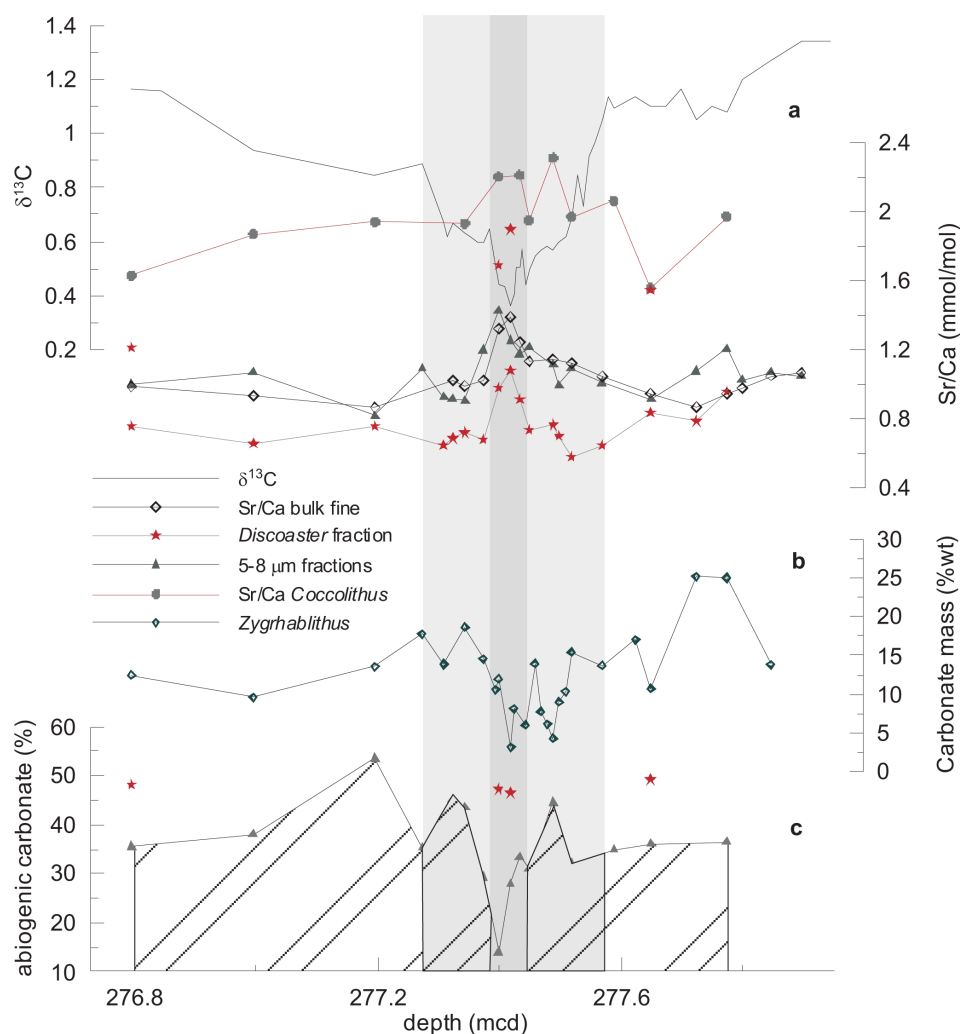 1.4
1.2
1
0.8
0.6
0.4
0.2
δ13C
a
2.4
2
1.6
1.2
0.8
0.4
Sr/Ca (mmol/mol)
δ13C
Sr/Ca bulk fine
Discoaster fraction
5-8 μm fractions
Sr/Ca Coccolithus
Zygrhablithus
b
30
25
20
15
10
5
0
Carbonate mass (%wt)
60
50
40
30
20
10
abiogenic carbonate (%)
c
276.8
277.2
277.6
depth (mcd)